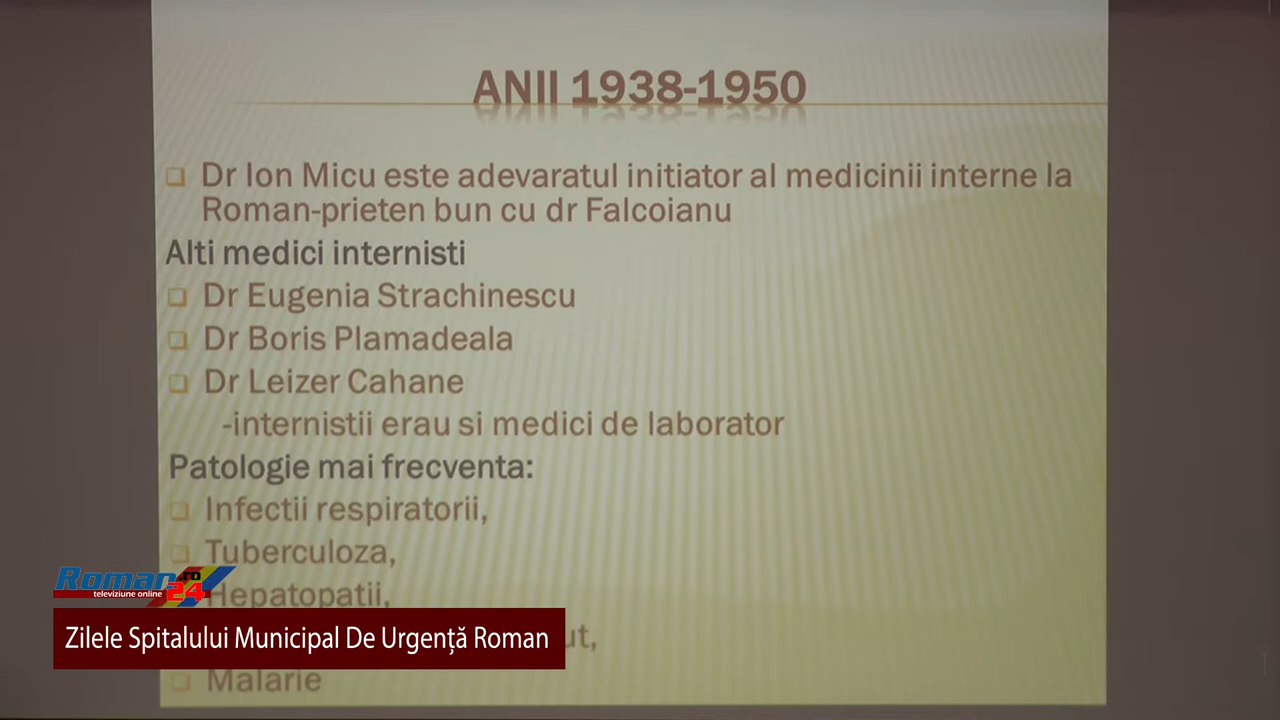 ANII 1938-1950
Dr Ion Micu este adevaratul initiator al medicinii interne la
Roman-prieten bun cu dr Falcoianu
Alti medici internisti
Dr Eugenia Strachinescu
Dr Boris Plamadeala
Dr Leizer Cahane
-internistii erau si medici de laborator
Patologie mai frecventa:
Infectii respiratorii,
Tuberculoza,
Hepatopatii,
Malarie
Roman24.ro
televiziune online
Zilele Spitalului Municipal De Urgență Roman